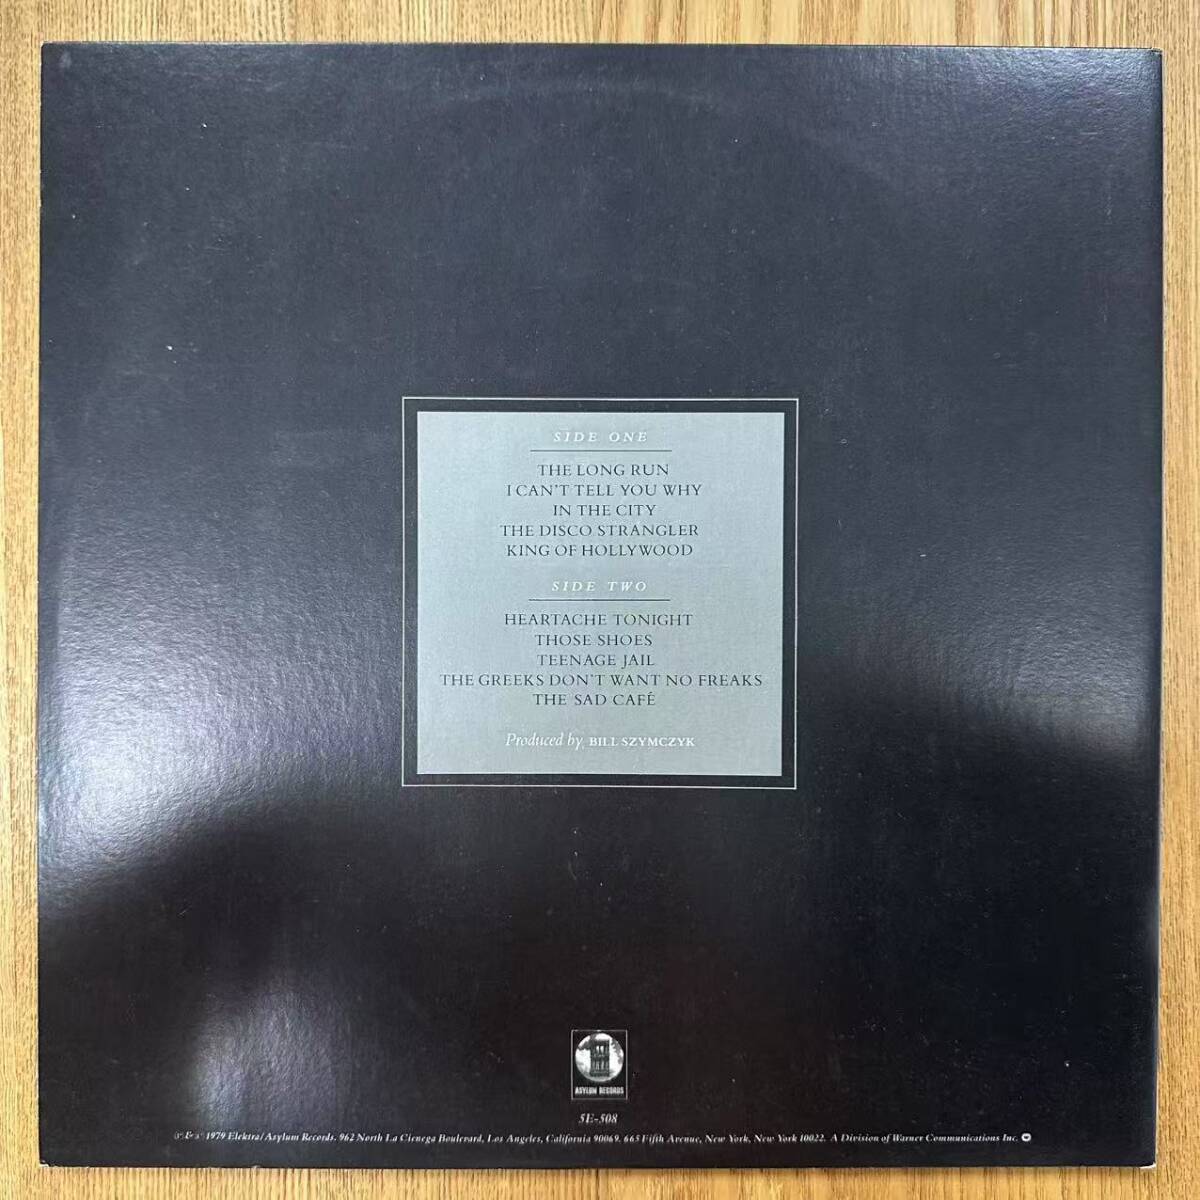 SIDE ONE
THE LONG RUN
I CAN'T TELL YOU WHY
IN THE CITY
THE DISCO STRANGLER
KING OF HOLLYWOOD
SIDE TWO
HEARTACHE TONIGHT
THOSE SHOES
TEENAGE JAIL
THE GREEKS DON'T WANT NO FREAKS
THE SAD CAFÉ
Produced by BILL SZYMCZYK
ASYLUM RECORDS
5E-508
℗ & © 1979 Elektra/Asylum Records. 962 North La Cienega Boulevard, Los Angeles, California 90069. 665 Fifth Avenue, New York, New York 10022. A Division of Warner Communications Inc.